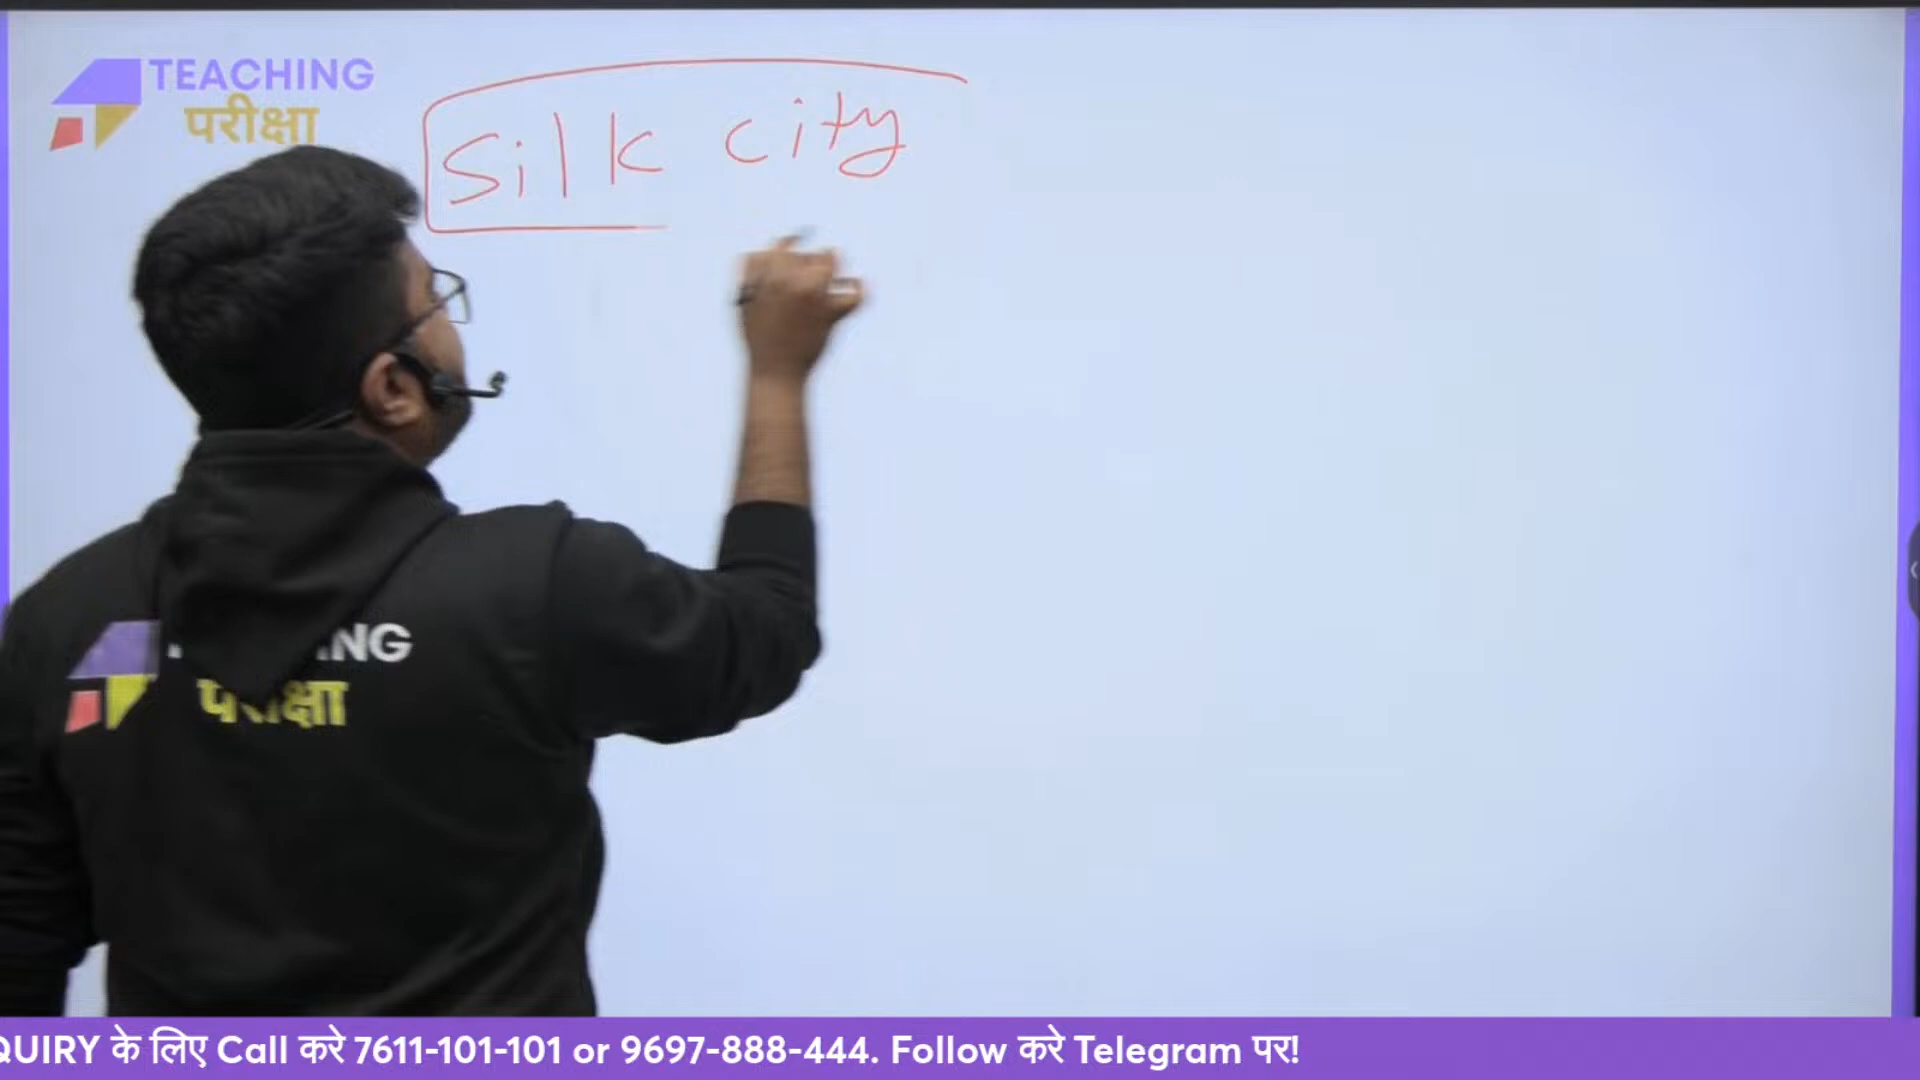 TEACHING
परीक्षा
Silk city
NG
QUIRY के लिए Call करे 7611-101-101 or 9697-888-444. Follow करे Telegram पर!